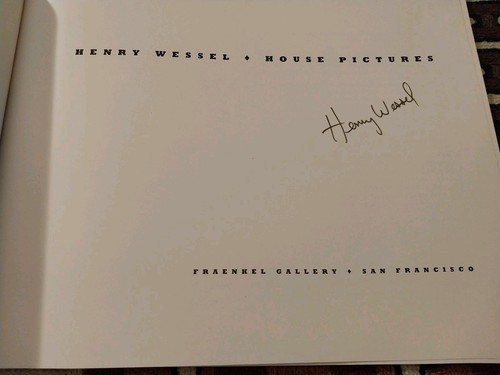 HENRY WESSEL ♦ HOUSE PICTURES
Henry Wessel
FRAENKEL GALLERY ♦ SAN FRANCISCO